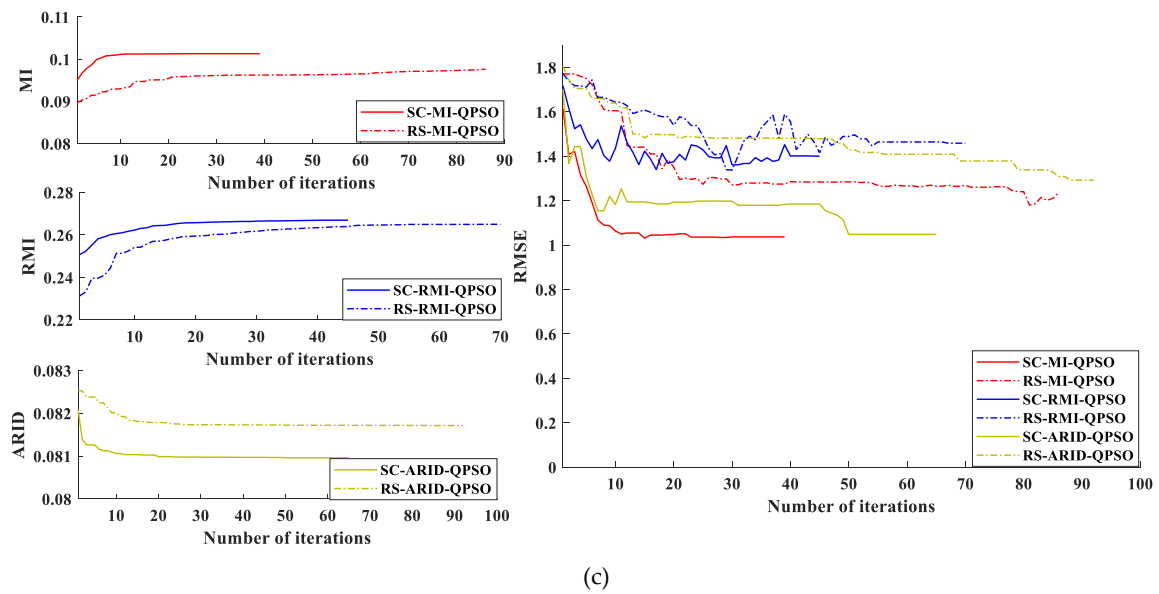 0.11
0.1
0.09
0.08
MI
SC-MI-QPSO
RS-MI-QPSO
10 20 30 40 50 60 70 80 90
Number of iterations
0.28
0.26
0.24
0.22
RMI
SC-RMI-QPSO
RS-RMI-QPSO
10 20 30 40 50 60 70
Number of iterations
0.083
0.082
0.081
0.08
ARID
SC-ARID-QPSO
RS-ARID-QPSO
10 20 30 40 50 60 70 80 90 100
Number of iterations
1.8
1.6
1.4
1.2
1
0.8
0.6
0.4
0.2
0
RMSE
SC-MI-QPSO
RS-MI-QPSO
SC-RMI-QPSO
RS-RMI-QPSO
SC-ARID-QPSO
RS-ARID-QPSO
10 20 30 40 50 60 70 80 90 100
Number of iterations
(c)